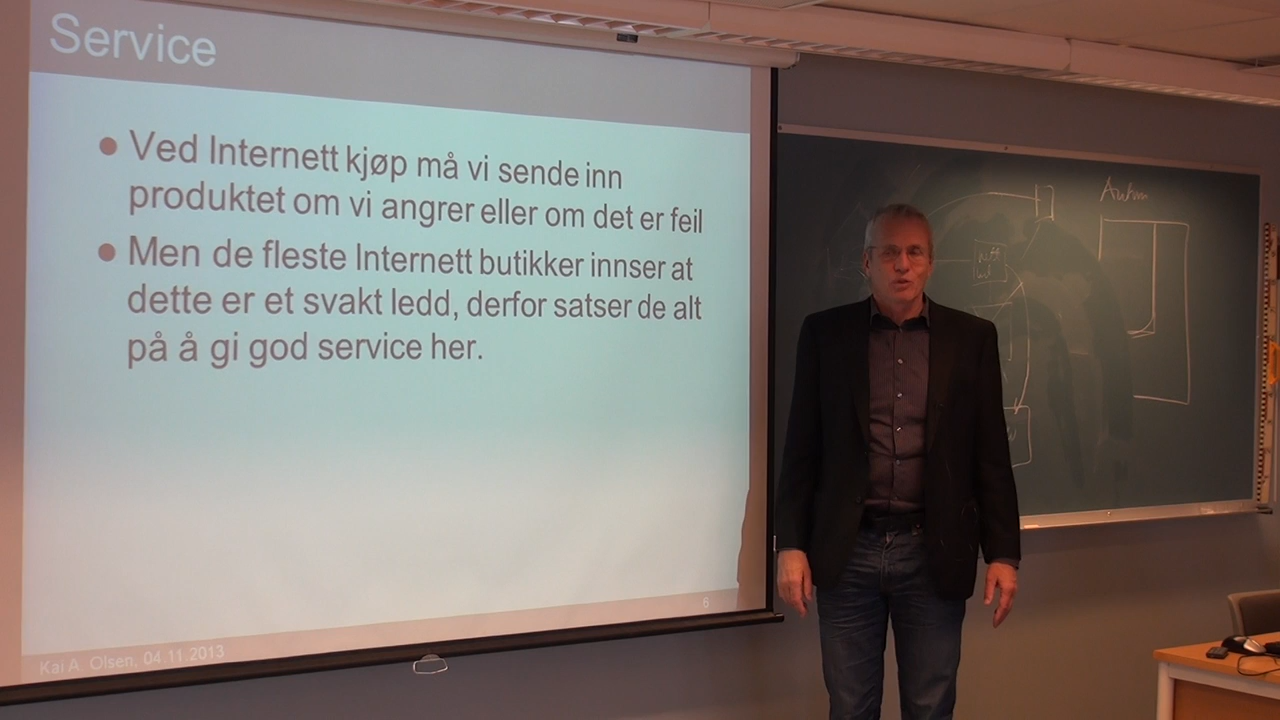 Service
• Ved Internett kjøp må vi sende inn
produktet om vi angrer eller om det er feil
• Men de fleste Internett butikker innser at
dette er et svakt ledd, derfor satser de alt
på å gi god service her.
6
Kai A. Olsen, 04.11.2013